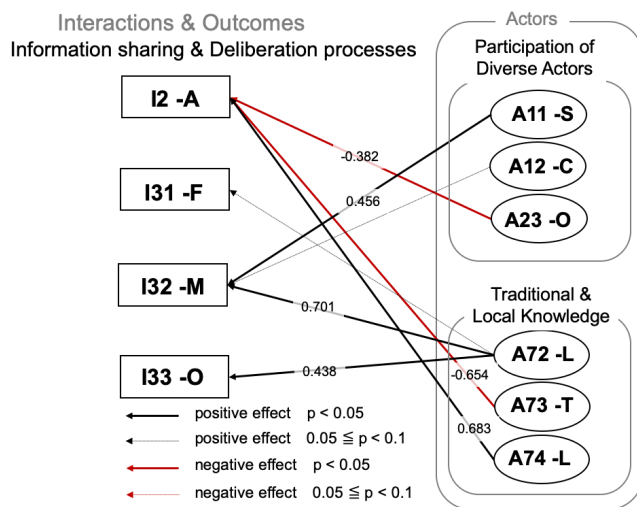 Interactions & Outcomes
Information sharing & Deliberation processes
Actors
Participation of
Diverse Actors
I2 -A
A11 -S
-0.382
A12 -C
I31 -F
0.456
A23 -O
I32 -M
0.701
Traditional &
Local Knowledge
I33 -O
0.438
A72 -L
-0.654
A73 -T
0.683
A74 -L
positive effect p < 0.05
positive effect 0.05 ≦ p < 0.1
negative effect p < 0.05
negative effect 0.05 ≦ p < 0.1